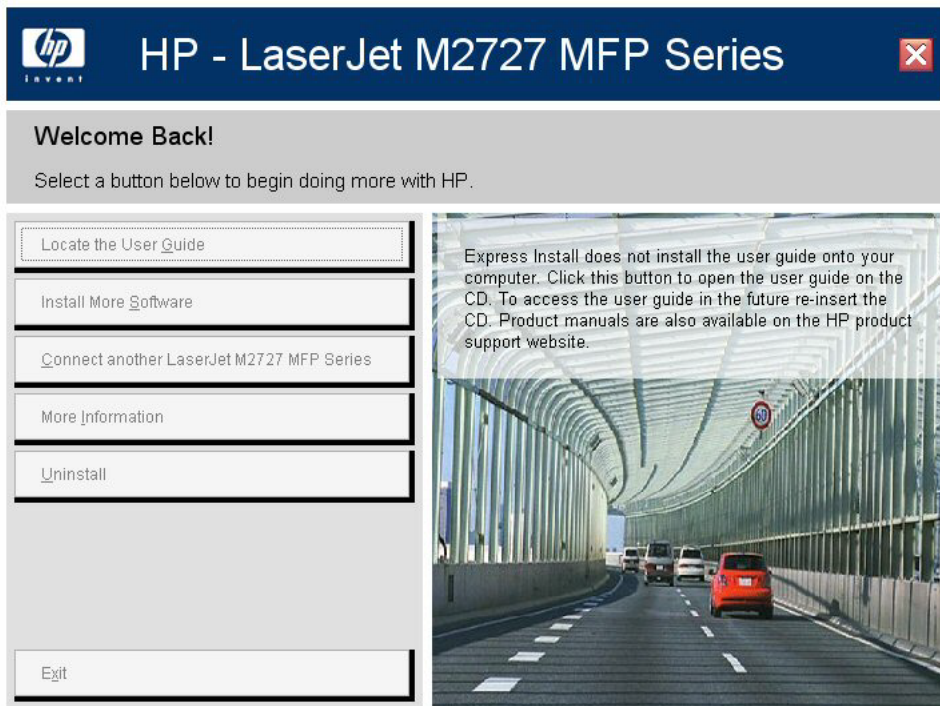 hp
invent
HP - LaserJet M2727 MFP Series
Welcome Back!
Select a button below to begin doing more with HP.
Locate the User Guide
Install More Software
Connect another LaserJet M2727 MFP Series
More Information
Uninstall
Exit
Express Install does not install the user guide onto your
computer. Click this button to open the user guide on the
CD. To access the user guide in the future re-insert the
CD. Product manuals are also available on the HP product
support website.
60